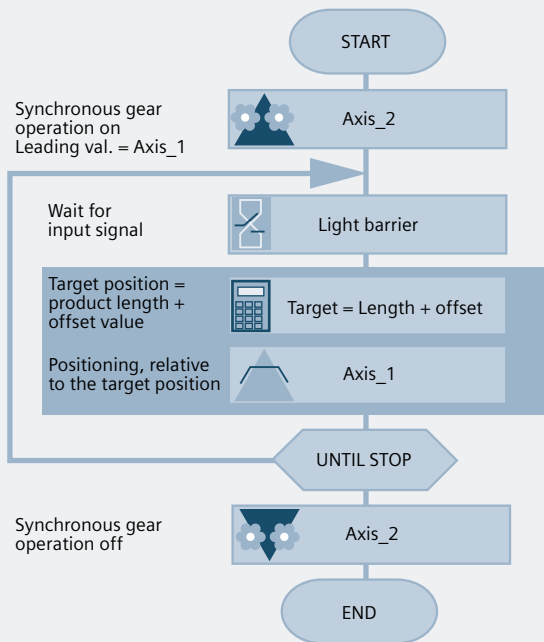 START
Synchronous gear
operation on
Leading val. = Axis_1
Axis_2
Wait for
input signal
Light barrier
Target position =
product length +
offset value
Target = Length + offset
Positioning, relative
to the target position
Axis_1
UNTIL STOP
Synchronous gear
operation off
Axis_2
END